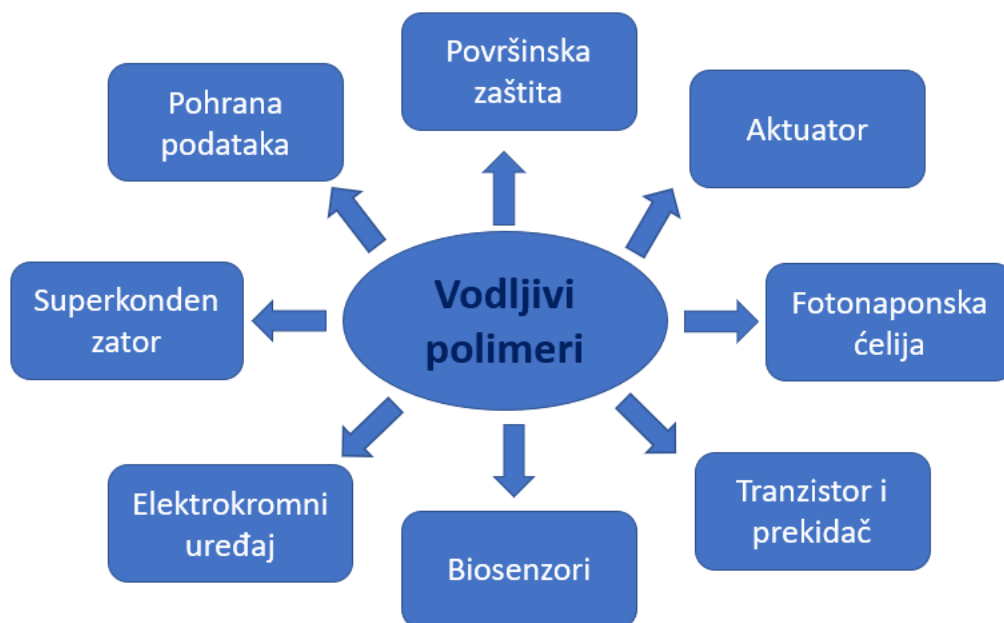 Površinska
zaštita
Pohrana
podataka
Aktuator
Superkonden
zator
Vodljivi
polimeri
Fotonaponska
ćelija
Elektrokromni
uređaj
Biosenzori
Tranzistor i
prekidač